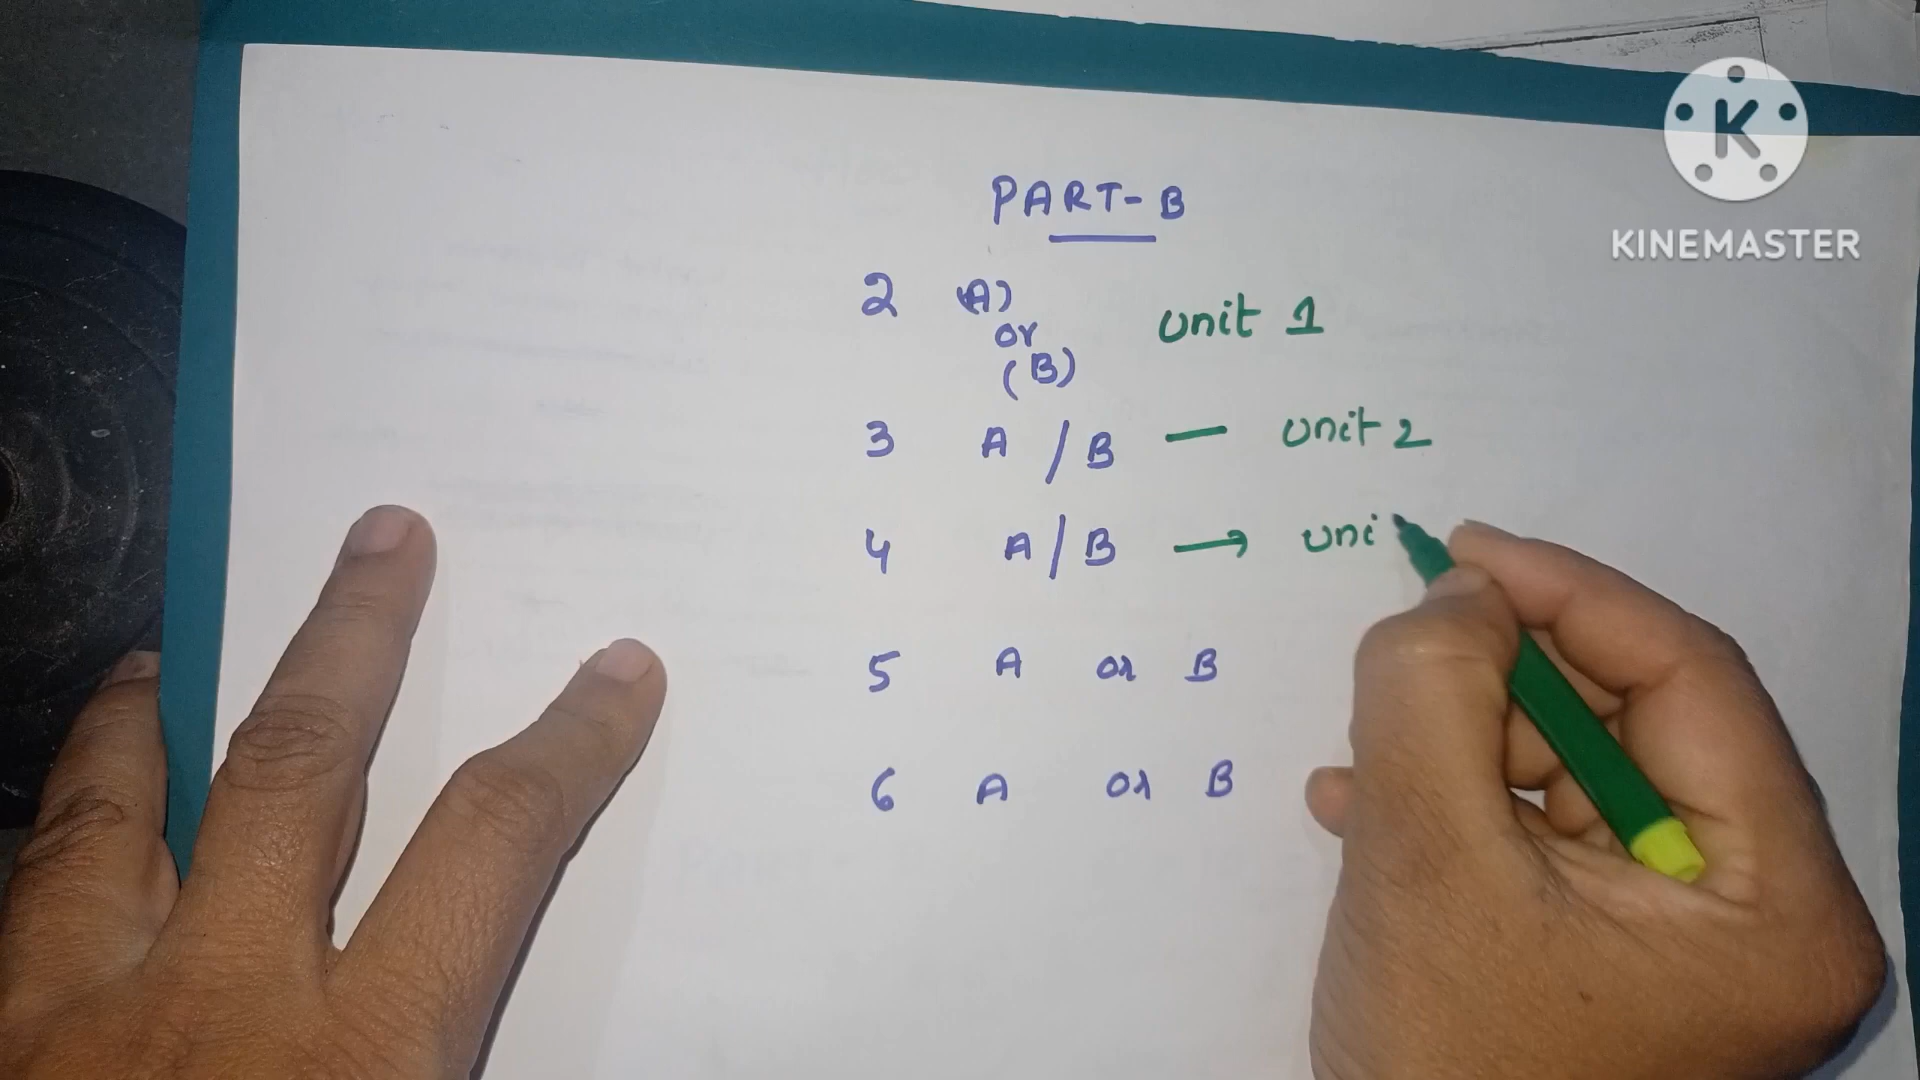 PART-B
2 (A)
or
(B)
unit 1
3 A / B — unit 2
4 A / B → uni
5 A or B
6 A or B
K
KINEMASTER